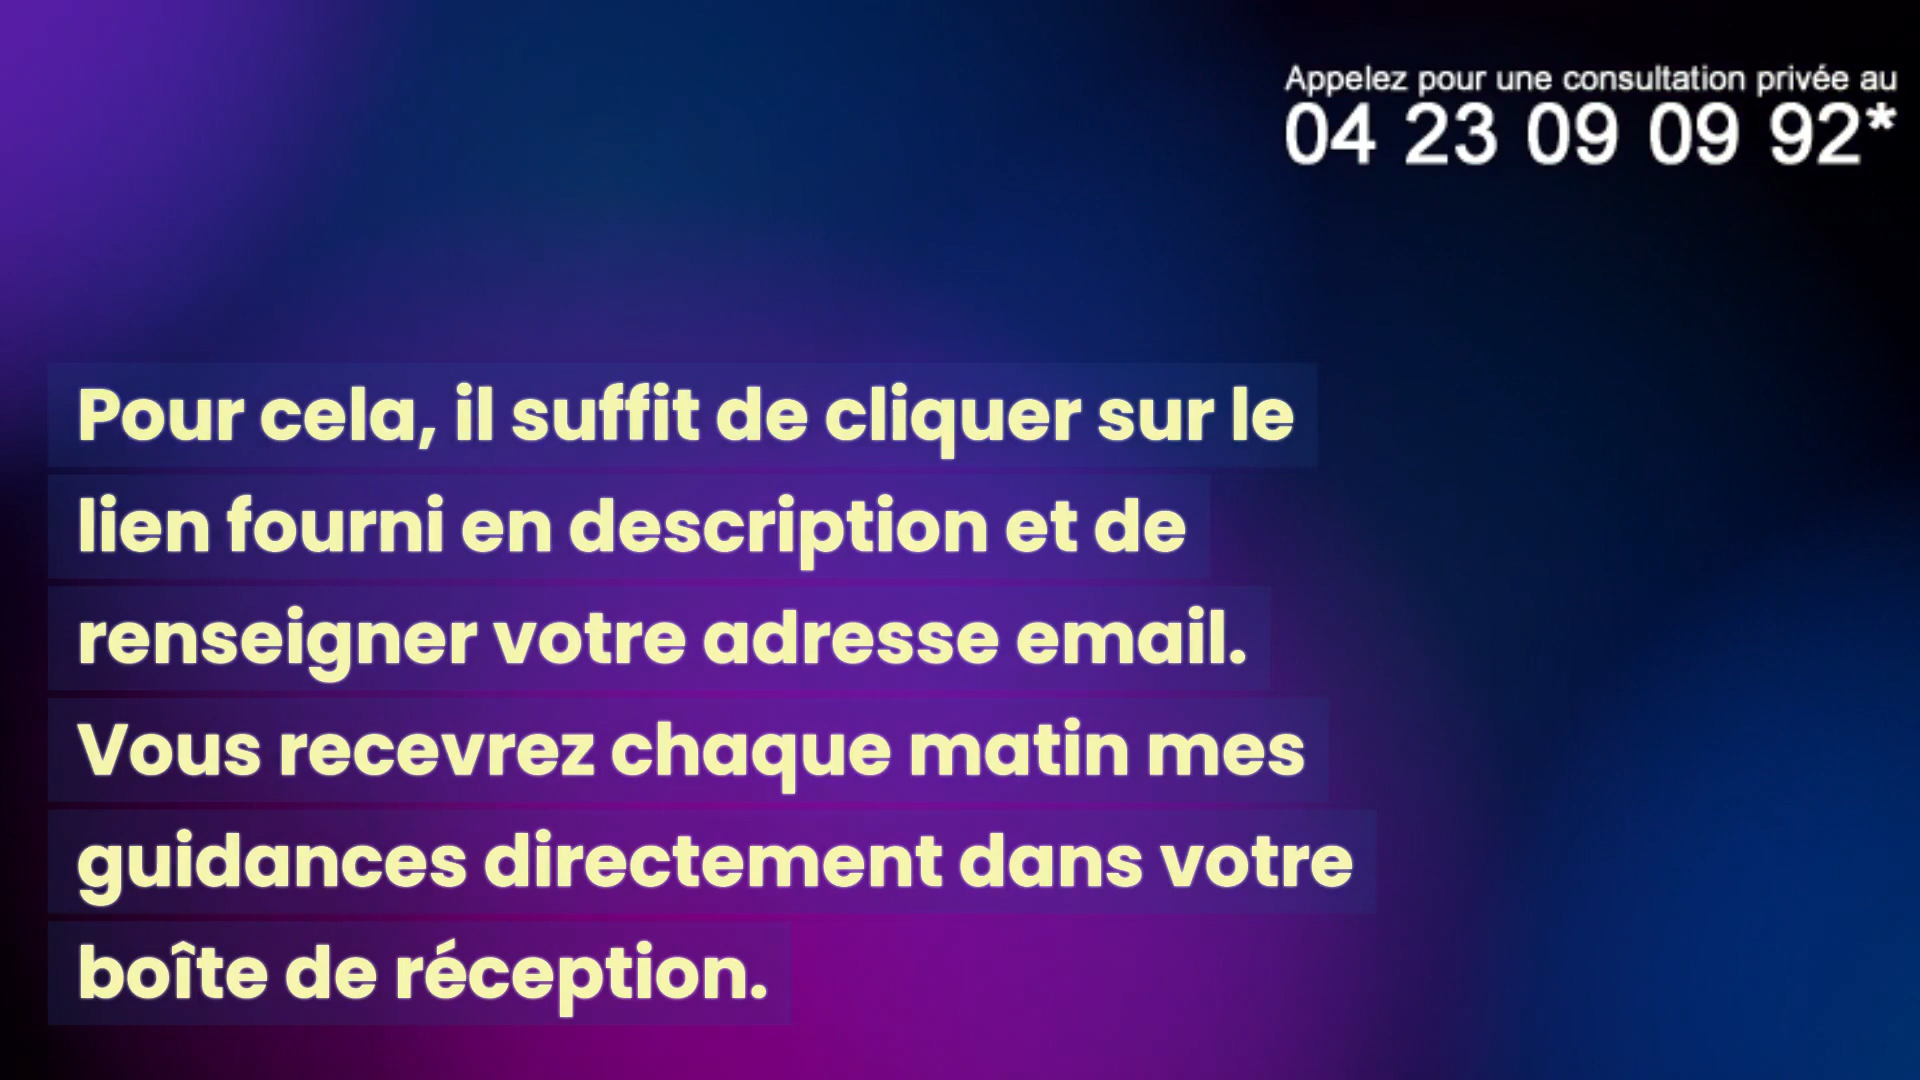 Appelez pour une consultation privée au
04 23 09 09 92*
Pour cela, il suffit de cliquer sur le
lien fourni en description et de
renseigner votre adresse email.
Vous recevrez chaque matin mes
guidances directement dans votre
boîte de réception.